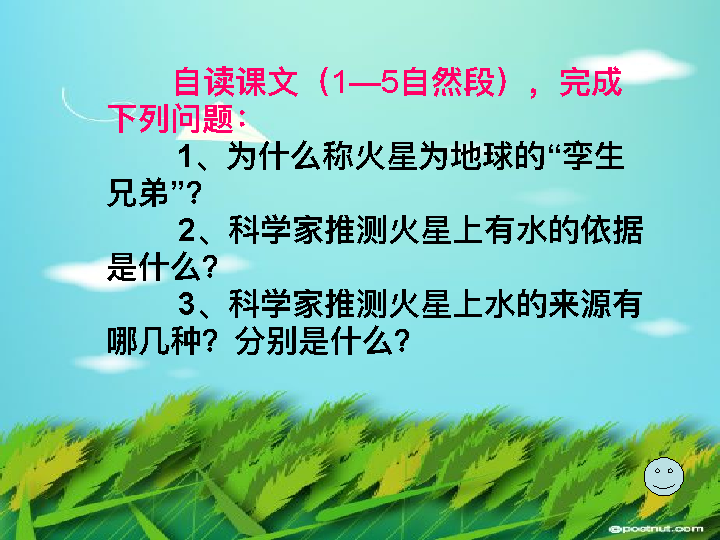 自读课文（1—5自然段），完成
下列问题：
1、为什么称火星为地球的“孪生
兄弟”？
2、科学家推测火星上有水的依据
是什么？
3、科学家推测火星上水的来源有
哪几种？分别是什么？
@pootnut.com